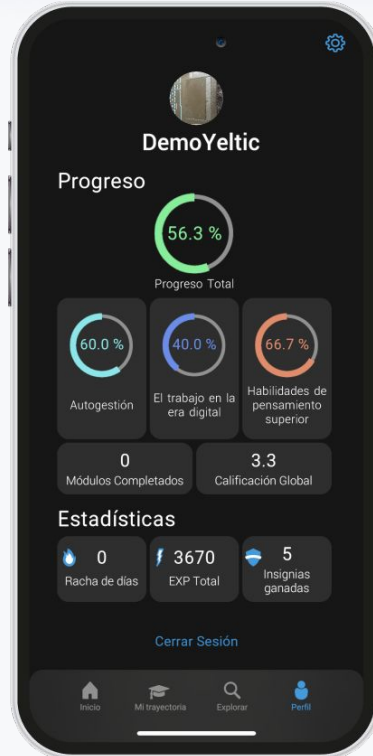 DemoYeltic
Progreso
56.3 %
Progreso Total
60.0 %
Autogestión
40.0 %
El trabajo en la
era digital
66.7 %
Habilidades de
pensamiento
superior
0
Módulos Completados
3.3
Calificación Global
Estadísticas
0
Racha de días
3670
EXP Total
5
Insignias
ganadas
Cerrar Sesión
Inicio
Mi trayectoria
Explorar
Perfil